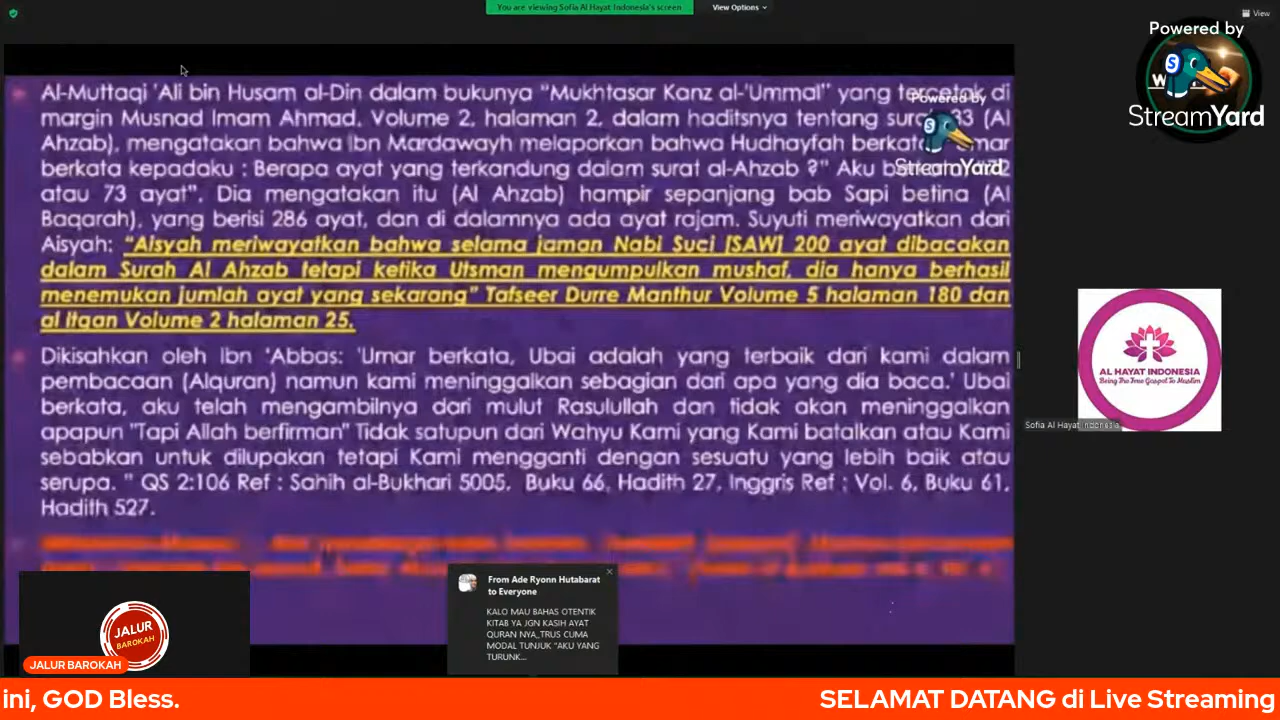 You are viewing Sofia Al Hayat Indonesia's screen
View Options
View
Powered by
StreamYard
Al-Muttaqi 'Ali bin Husam al-Din dalam bukunya "Mukhtasar Kanz al-'Ummal" yang tercetak di
margin Musnad Imam Ahmad, Volume 2, halaman 2, dalam haditsnya tentang surat 33 (Al
Powered by
Ahzab), mengatakan bahwa Ibn Mardawayh melaporkan bahwa Hudhayfah berkata
berkata kepadaku : Berapa ayat yang terkandung dalam surat al-Ahzab ?" Aku
StreamYard
atau 73 ayat". Dia mengatakan itu (Al Ahzab) hampir sepanjang bab Sapi betina (Al
Baqarah), yang berisi 286 ayat, dan di dalamnya ada ayat rajam. Suyuti meriwayatkan dari
Aisyah: "Aisyah meriwayatkan bahwa selama jaman Nabi Suci [SAW] 200 ayat dibacakan
dalam Surah Al Ahzab tetapi ketika Utsman mengumpulkan mushaf, dia hanya berhasil
menemukan jumlah ayat yang sekarang" Tafseer Durre Manthur Volume 5 halaman 180 dan
al Itqan Volume 2 halaman 25.
Dikisahkan oleh Ibn 'Abbas: 'Umar berkata, Ubai adalah yang terbaik dari kami dalam
pembacaan (Alquran) namun kami meninggalkan sebagian dari apa yang dia baca.' Ubai
berkata, aku telah mengambilnya dari mulut Rasulullah dan tidak akan meninggalkan
apapun "Tapi Allah berfirman" Tidak satupun dari Wahyu Kami yang Kami batalkan atau Kami
sebabkan untuk dilupakan tetapi Kami mengganti dengan sesuatu yang lebih baik atau
serupa. " QS 2:106 Ref : Sahih al-Bukhari 5005, Buku 66, Hadith 27, Inggris Ref : Vol. 6, Buku 61,
Hadith 527.
AL HAYAT INDONESIA
Being The True Gospel To Muslim
Sofia Al Hayat Indonesia
From Ade Ryonn Hutabarat
to Everyone
KALO MAU BAHAS OTENTIK
KITAB YA JGN KASIH AYAT
QURAN NYA,,TRUS CUMA
MODAL TUNJUK "AKU YANG
TURUNK...
JALUR
BAROKAH
JALUR BAROKAH
ini, GOD Bless.
SELAMAT DATANG di Live Streaming